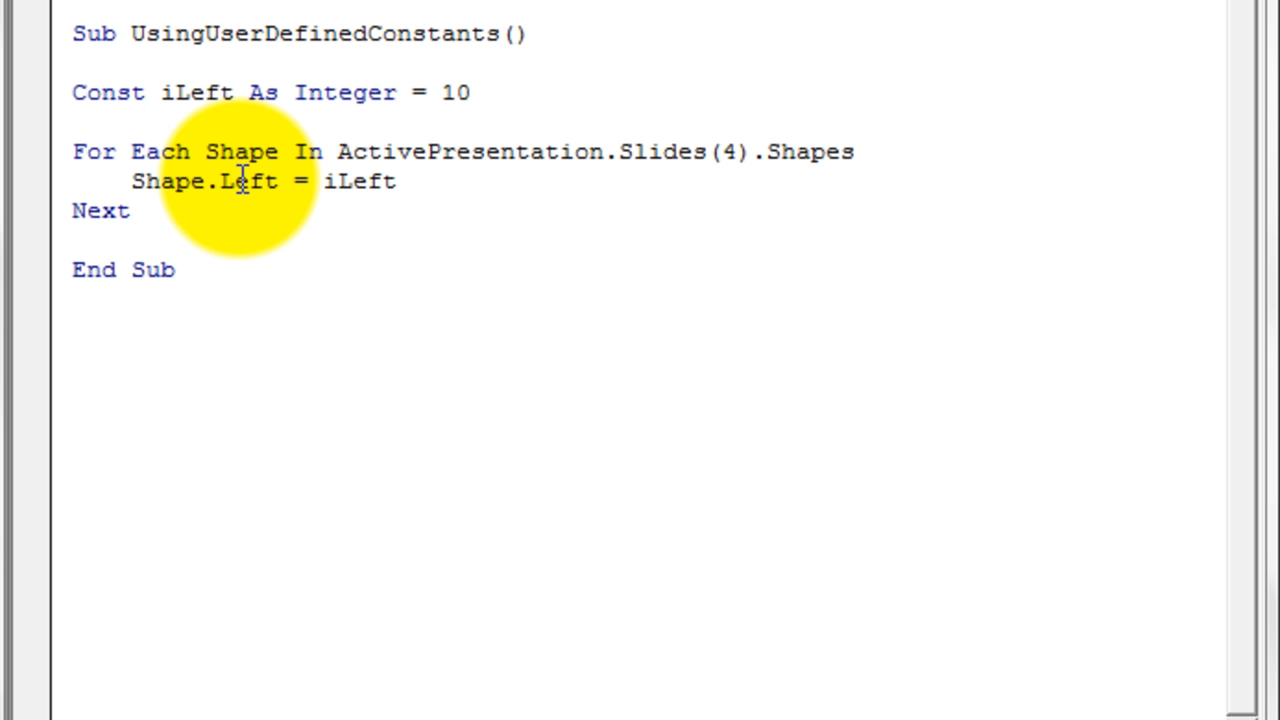 Sub UsingUserDefinedConstants()
Const iLeft As Integer = 10
For Each Shape In ActivePresentation.Slides(4).Shapes
Shape.Left = iLeft
Next
End Sub